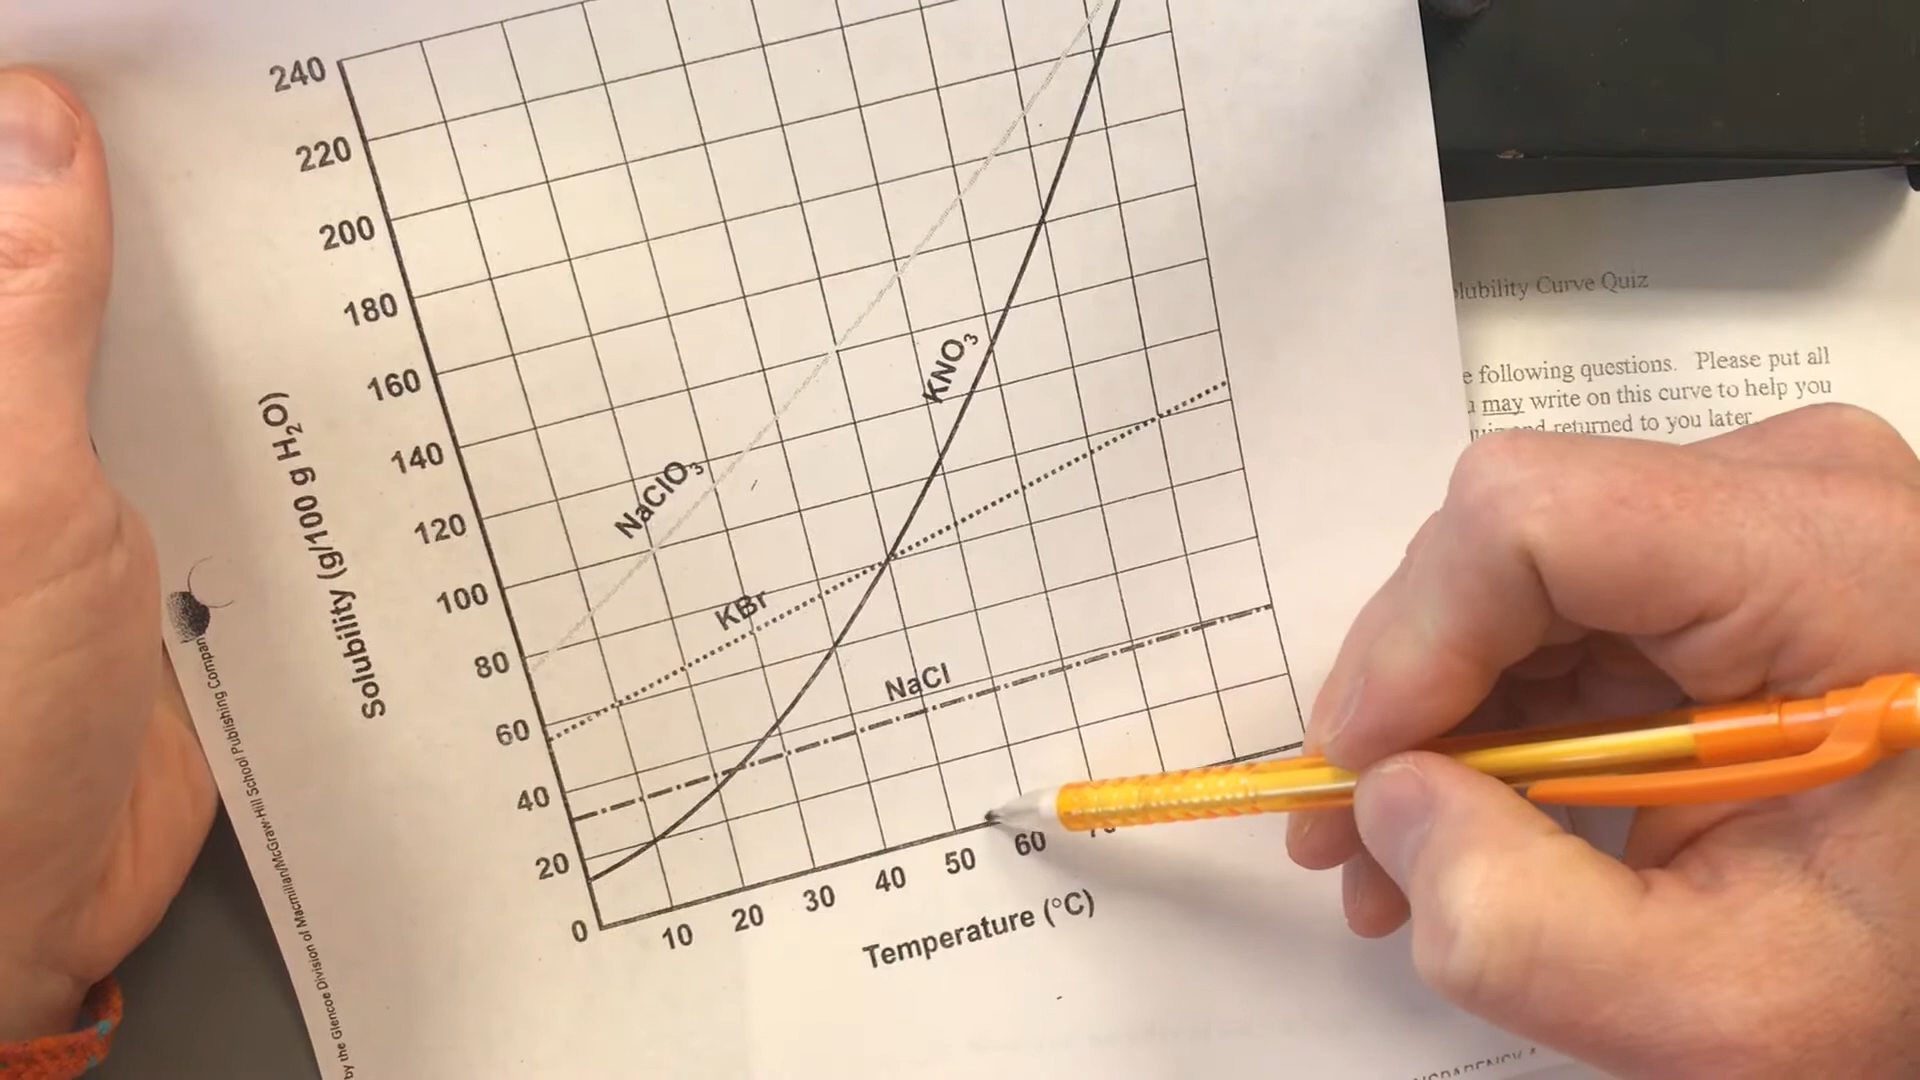 240
220
200
180
160
140
120
100
80
60
40
20
0
Solubility (g/100 g H₂O)
NaClO₃
KNO₃
KBr
NaCl
10 20 30 40 50 60
Temperature (°C)
by the Glencoe Division of Macmillan/McGraw-Hill School Publishing
Curve Quiz
following questions. Please put all
may write on this curve to help you
returned to you later